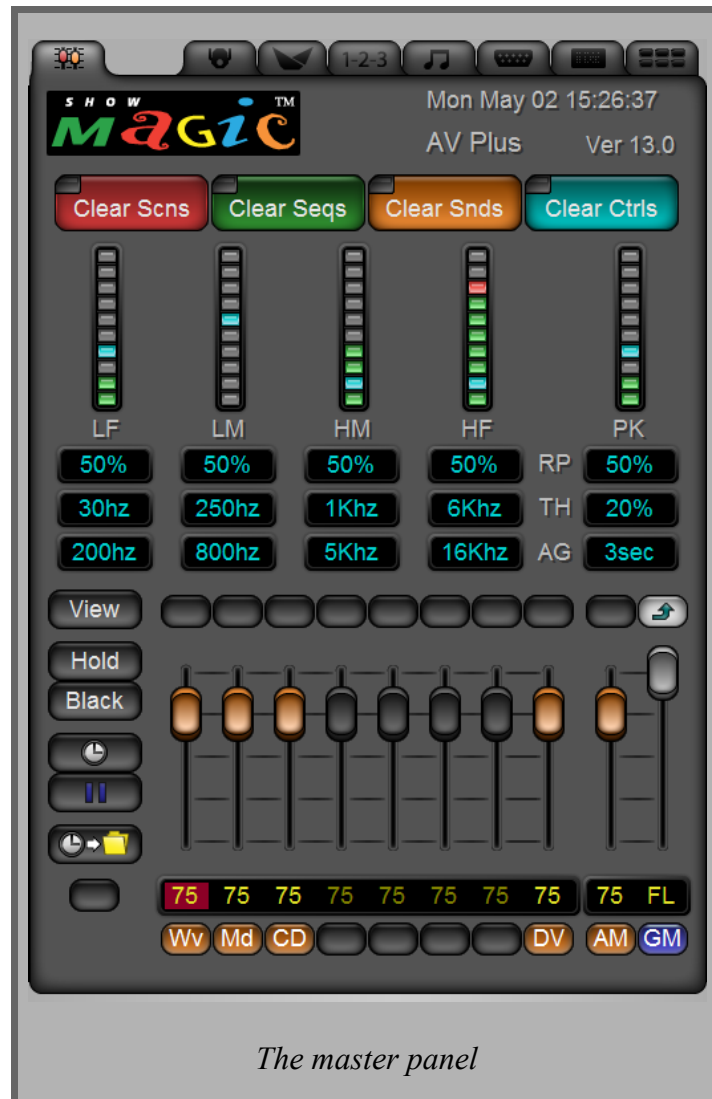 1-2-3
SHOW
MAGIC™
Mon May 02 15:26:37
AV Plus Ver 13.0
Clear Scns Clear Seqs Clear Snds Clear Ctrls
LF LM HM HF PK
50% 50% 50% 50% RP 50%
30hz 250hz 1Khz 6Khz TH 20%
200hz 800hz 5Khz 16Khz AG 3sec
View
Hold
Black
75 75 75 75 75 75 75 75 75 FL
Wv Md CD DV AM GM
The master panel